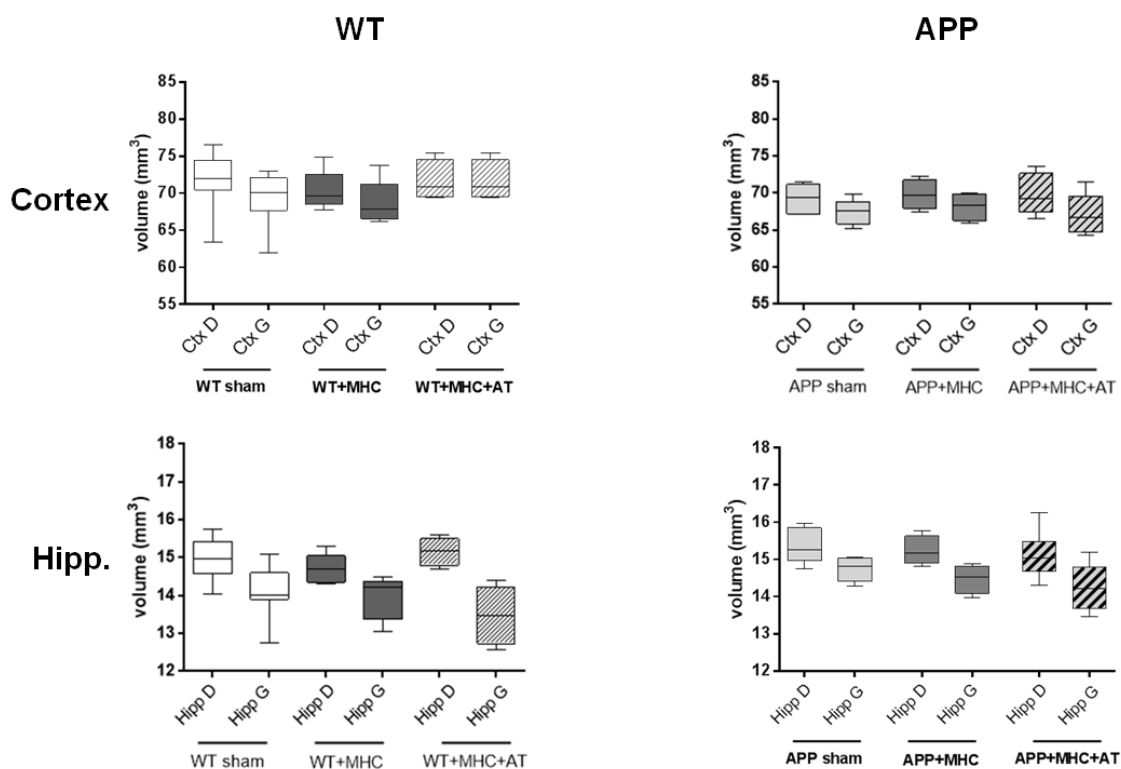 WT
APP
Cortex
volume (mm³)
85
80
75
70
65
60
55
Ctx D
Ctx G
Ctx D
Ctx G
Ctx D
Ctx G
WT sham
WT+MHC
WT+MHC+AT
volume (mm³)
85
80
75
70
65
60
55
Ctx D
Ctx G
Ctx D
Ctx G
Ctx D
Ctx G
APP sham
APP+MHC
APP+MHC+AT
Hipp.
volume (mm³)
18
17
16
15
14
13
12
Hipp D
Hipp G
Hipp D
Hipp G
Hipp D
Hipp G
WT sham
WT+MHC
WT+MHC+AT
volume (mm³)
18
17
16
15
14
13
12
Hipp D
Hipp G
Hipp D
Hipp G
Hipp D
Hipp G
APP sham
APP+MHC
APP+MHC+AT